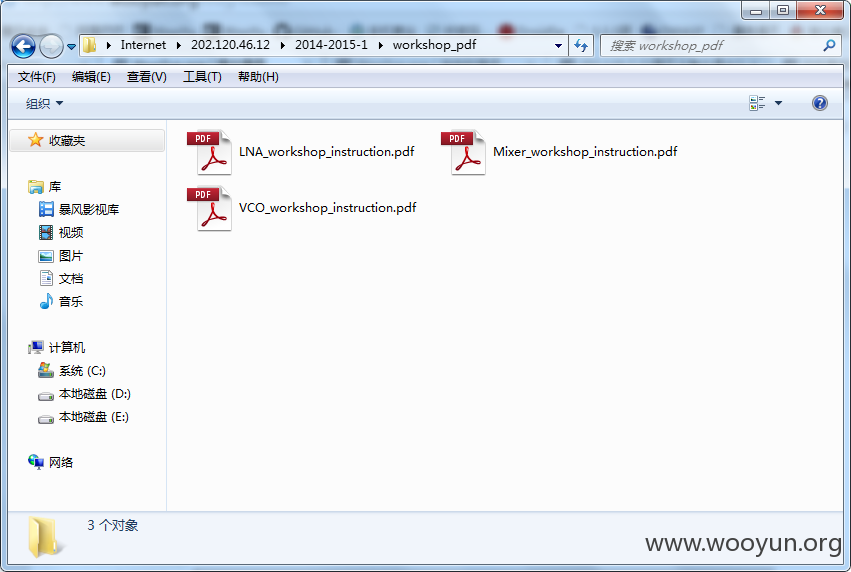 Internet ▸ 202.120.46.12 ▸ 2014-2015-1 ▸ workshop_pdf
搜索 workshop_pdf
文件(F) 编辑(E) 查看(V) 工具(T) 帮助(H)
组织
收藏夹
库
暴风影视库
视频
图片
文档
音乐
计算机
系统 (C:)
本地磁盘 (D:)
本地磁盘 (E:)
网络
PDF LNA_workshop_instruction.pdf
PDF Mixer_workshop_instruction.pdf
PDF VCO_workshop_instruction.pdf
3 个对象
www.wooyun.org